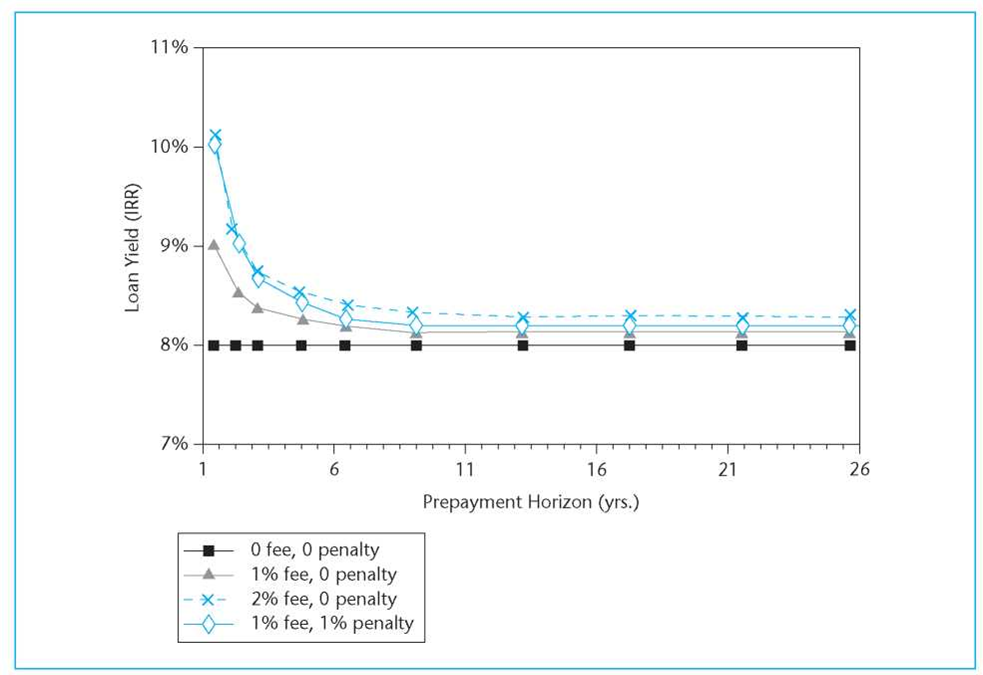 11%
10%
9%
8%
7%
Loan Yield (IRR)
1 6 11 16 21 26
Prepayment Horizon (yrs.)
0 fee, 0 penalty
1% fee, 0 penalty
2% fee, 0 penalty
1% fee, 1% penalty